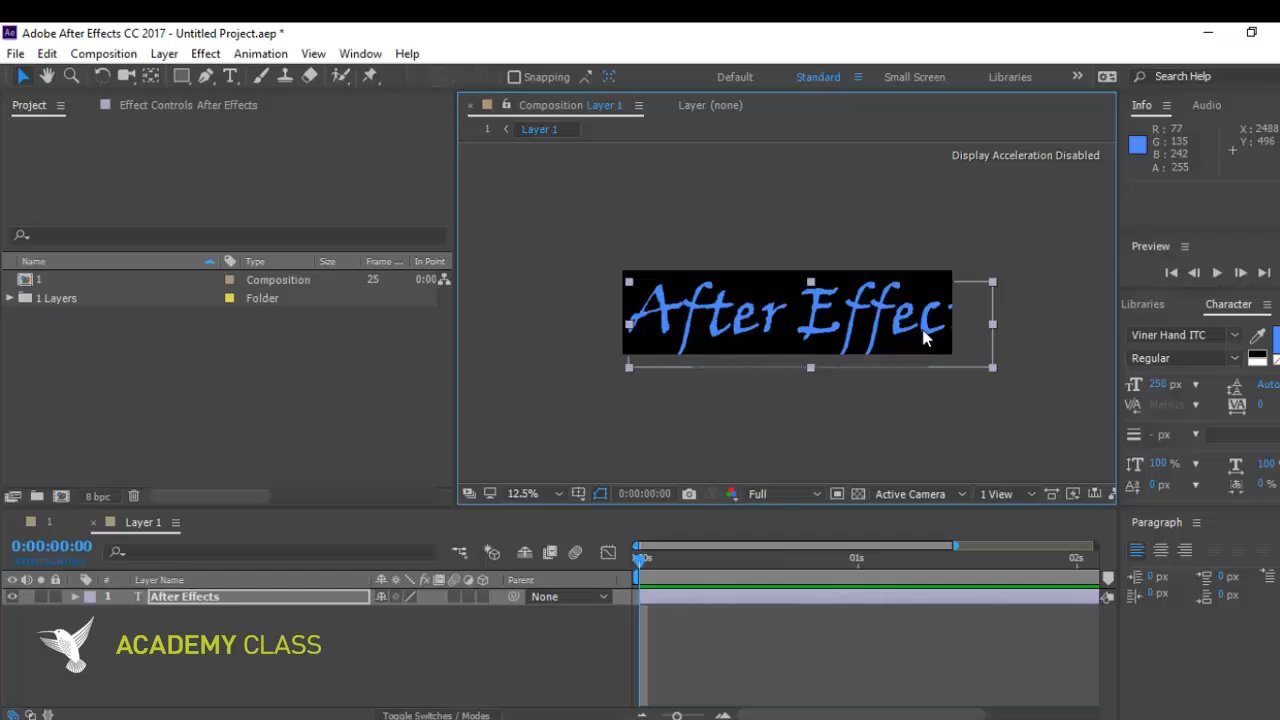 Adobe After Effects CC 2017 - Untitled Project.aep *
File Edit Composition Layer Effect Animation View Window Help
Snapping Default Standard Small Screen Libraries Search Help
Project Effect Controls After Effects
Composition Layer 1 Layer (none)
1 Layer 1
Display Acceleration Disabled
Info Audio
R: 77 X: 2488
G: 135 Y: 496
B: 242
A: 255
Preview
Name Type Size Frame ... In Point
1 Composition 25 0:00
1 Layers Folder
After Effec
Libraries Character
Viner Hand ITC
Regular
250 px Auto
Metrics 0
- px
100 % 100
0 px 0 %
8 bpc
12.5% 0:00:00:00 Full Active Camera 1 View
1 Layer 1
Paragraph
0:00:00:00
01s 02s
0 px 0 px
0 px 0 px
# Layer Name Parent
1 T After Effects None
ACADEMY CLASS
Toggle Switches / Modes